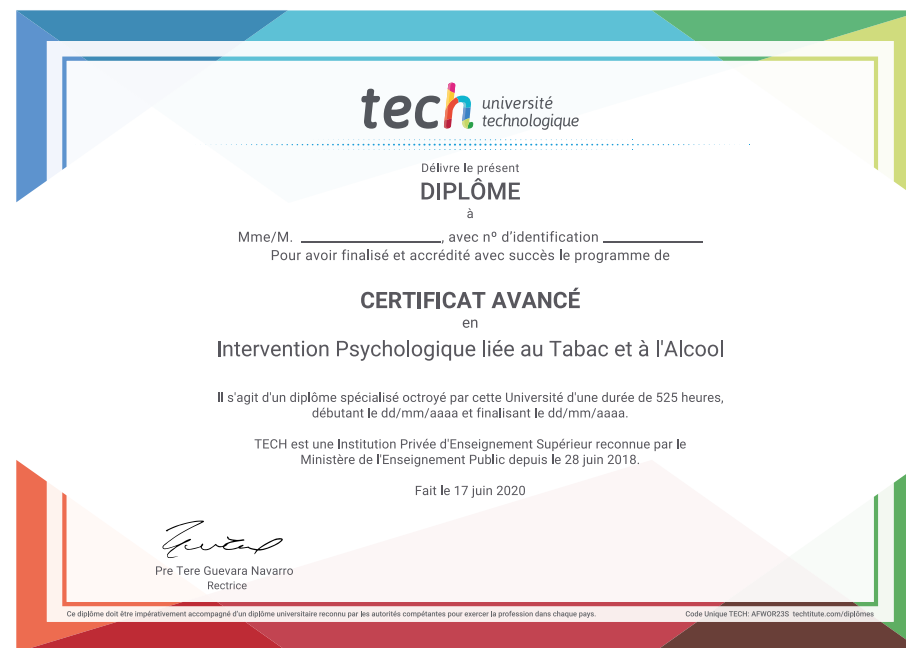 tech université
technologique
Délivre le présent
DIPLÔME
à
Mme/M. ____________________, avec nº d'identification ______________
Pour avoir finalisé et accrédité avec succès le programme de
CERTIFICAT AVANCÉ
en
Intervention Psychologique liée au Tabac et à l'Alcool
Il s'agit d'un diplôme spécialisé octroyé par cette Université d'une durée de 525 heures,
débutant le dd/mm/aaaa et finalisant le dd/mm/aaaa.
TECH est une Institution Privée d'Enseignement Supérieur reconnue par le
Ministère de l'Enseignement Public depuis le 28 juin 2018.
Fait le 17 juin 2020
Pre Tere Guevara Navarro
Rectrice
Ce diplôme doit être impérativement accompagné d'un diplôme universitaire reconnu par les autorités compétentes pour exercer la profession dans chaque pays.
Code Unique TECH: AFWOR23S techtitute.com/diplômes